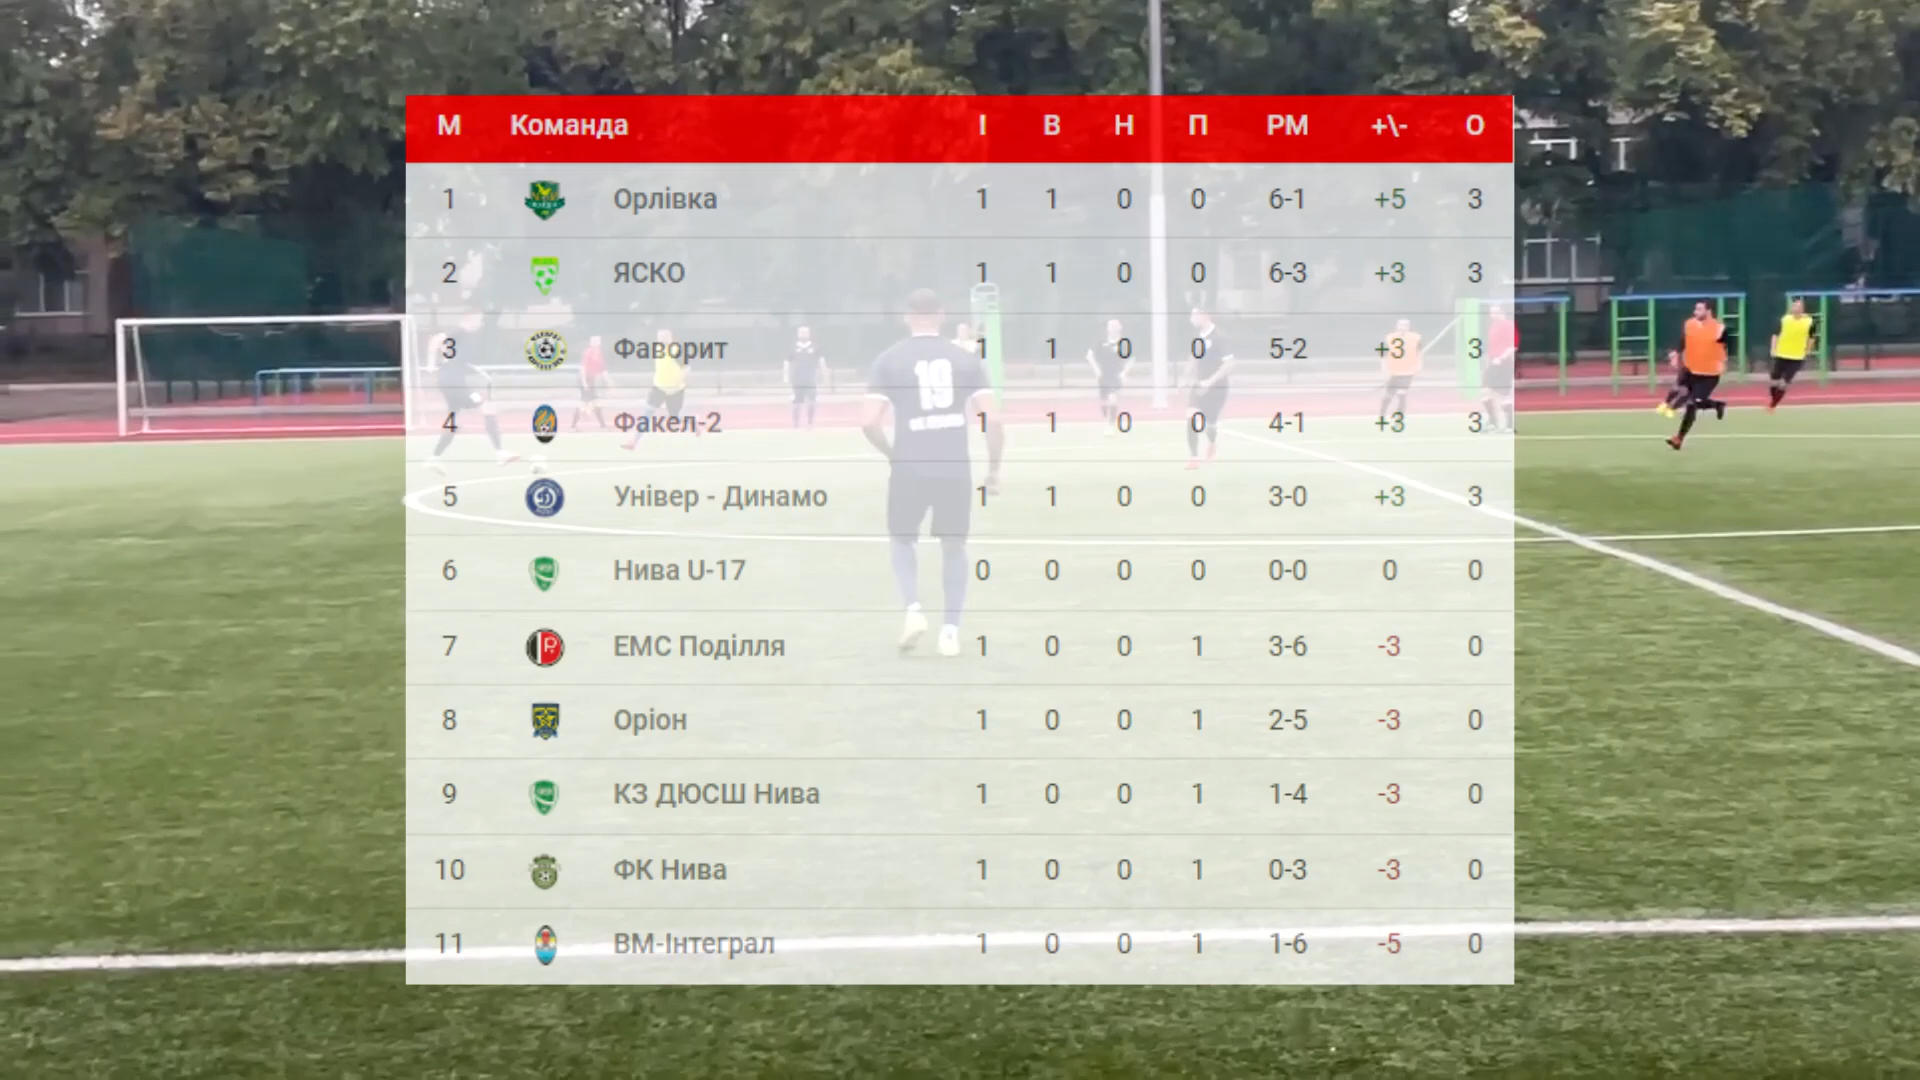 М Команда І В Н П РМ +\- О
1 Орлівка 1 1 0 0 6-1 +5 3
2 ЯСКО 1 1 0 0 6-3 +3 3
3 Фаворит 1 1 0 0 5-2 +3 3
4 Факел-2 1 1 0 0 4-1 +3 3
5 Універ - Динамо 1 1 0 0 3-0 +3 3
6 Нива U-17 0 0 0 0 0-0 0 0
7 ЕМС Поділля 1 0 0 1 3-6 -3 0
8 Оріон 1 0 0 1 2-5 -3 0
9 КЗ ДЮСШ Нива 1 0 0 1 1-4 -3 0
10 ФК Нива 1 0 0 1 0-3 -3 0
11 ВМ-Інтеграл 1 0 0 1 1-6 -5 0
19